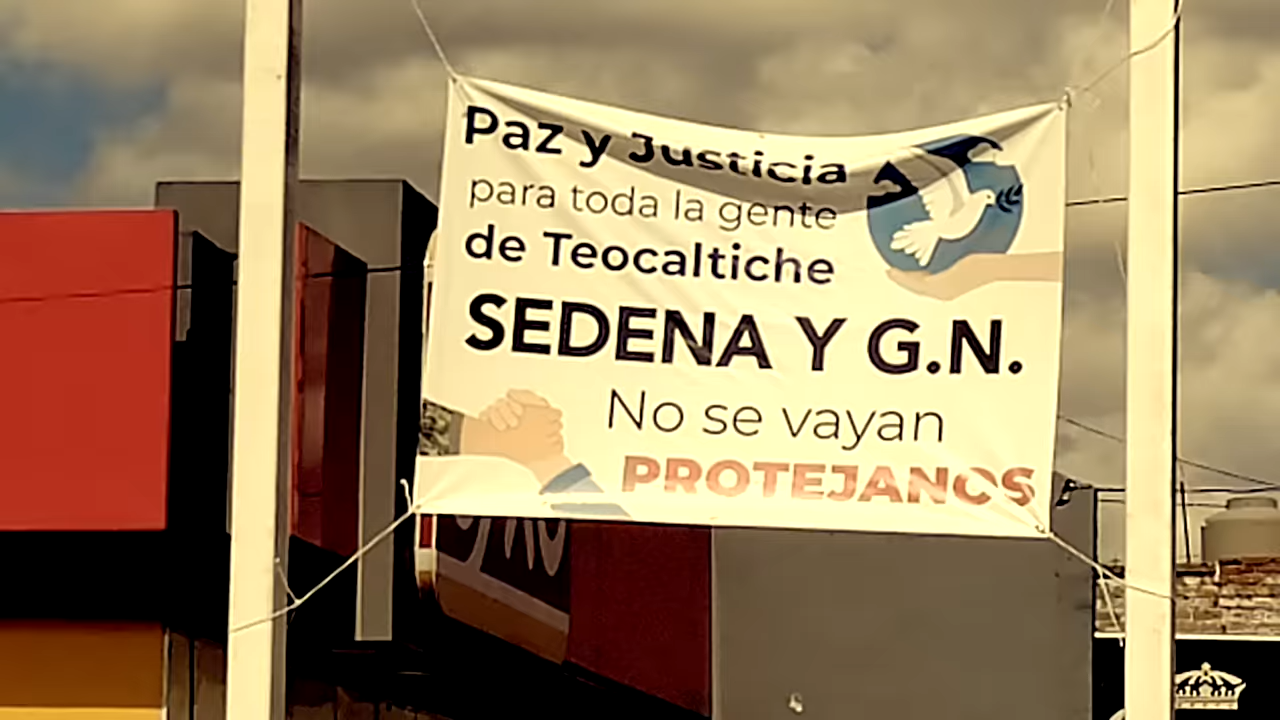 Paz y Justicia
para toda la gente
de Teocaltiche
SEDENA Y G.N.
No se vayan
PROTEJANOS